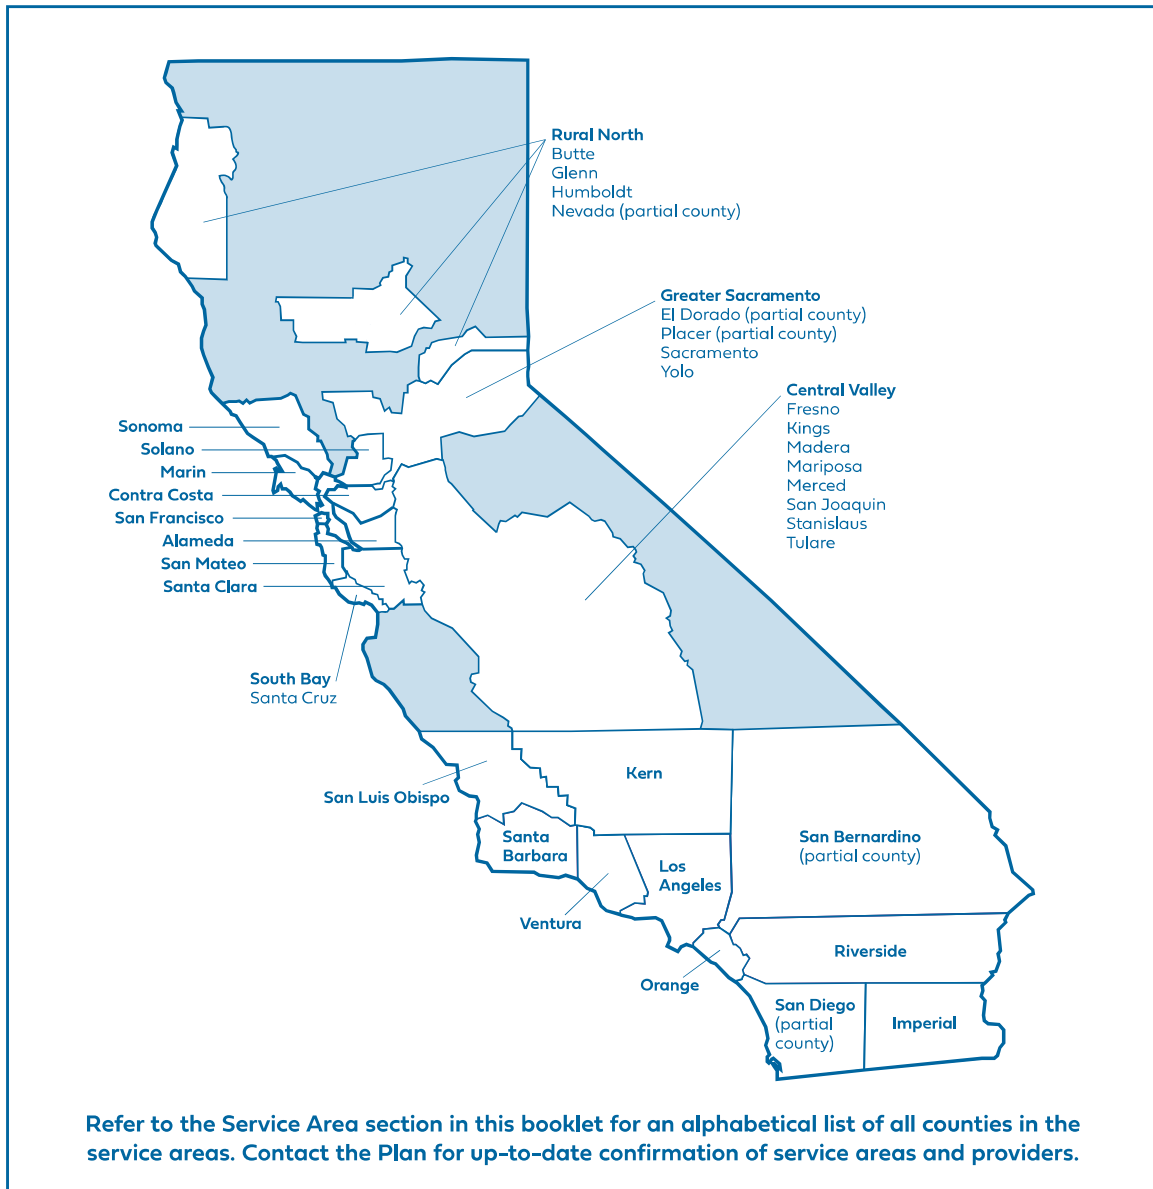 Rural North
Butte
Glenn
Humboldt
Nevada (partial county)
Greater Sacramento
El Dorado (partial county)
Placer (partial county)
Sacramento
Yolo
Central Valley
Fresno
Kings
Madera
Mariposa
Merced
San Joaquin
Stanislaus
Tulare
Sonoma
Solano
Marin
Contra Costa
San Francisco
Alameda
San Mateo
Santa Clara
South Bay
Santa Cruz
San Luis Obispo
Kern
Santa
Barbara
Ventura
Los
Angeles
San Bernardino
(partial county)
Orange
Riverside
San Diego
(partial
county)
Imperial
Refer to the Service Area section in this booklet for an alphabetical list of all counties in the
service areas. Contact the Plan for up-to-date confirmation of service areas and providers.